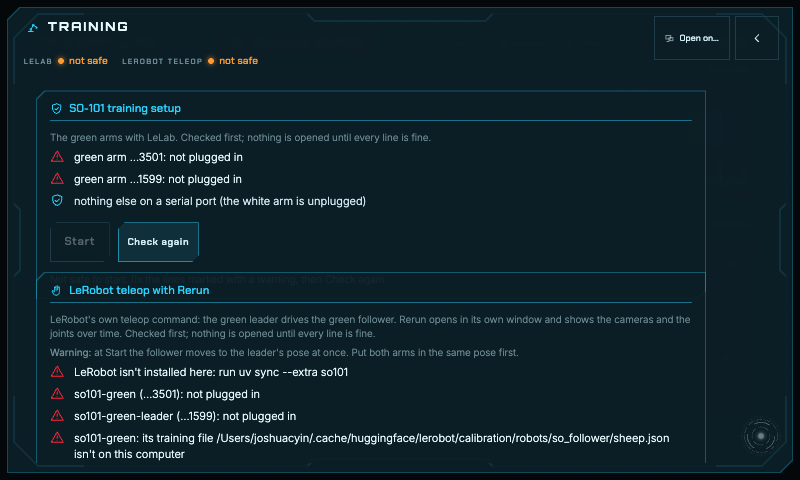 TRAINING
Open on...
LELAB not safe LEROBOT TELEOP not safe
SO-101 training setup
The green arms with LeLab. Checked first; nothing is opened until every line is fine.
green arm ...3501: not plugged in
green arm ...1599: not plugged in
nothing else on a serial port (the white arm is unplugged)
Start
Check again
LeRobot teleop with Rerun
LeRobot's own teleop command: the green leader drives the green follower. Rerun opens in its own window and shows the cameras and the
joints over time. Checked first; nothing is opened until every line is fine.
Warning: at Start the follower moves to the leader's pose at once. Put both arms in the same pose first.
LeRobot isn't installed here: run uv sync --extra so101
so101-green (...3501): not plugged in
so101-green-leader (...1599): not plugged in
so101-green: its training file /Users/joshuacyin/.cache/huggingface/lerobot/calibration/robots/so_follower/sheep.json
isn't on this computer